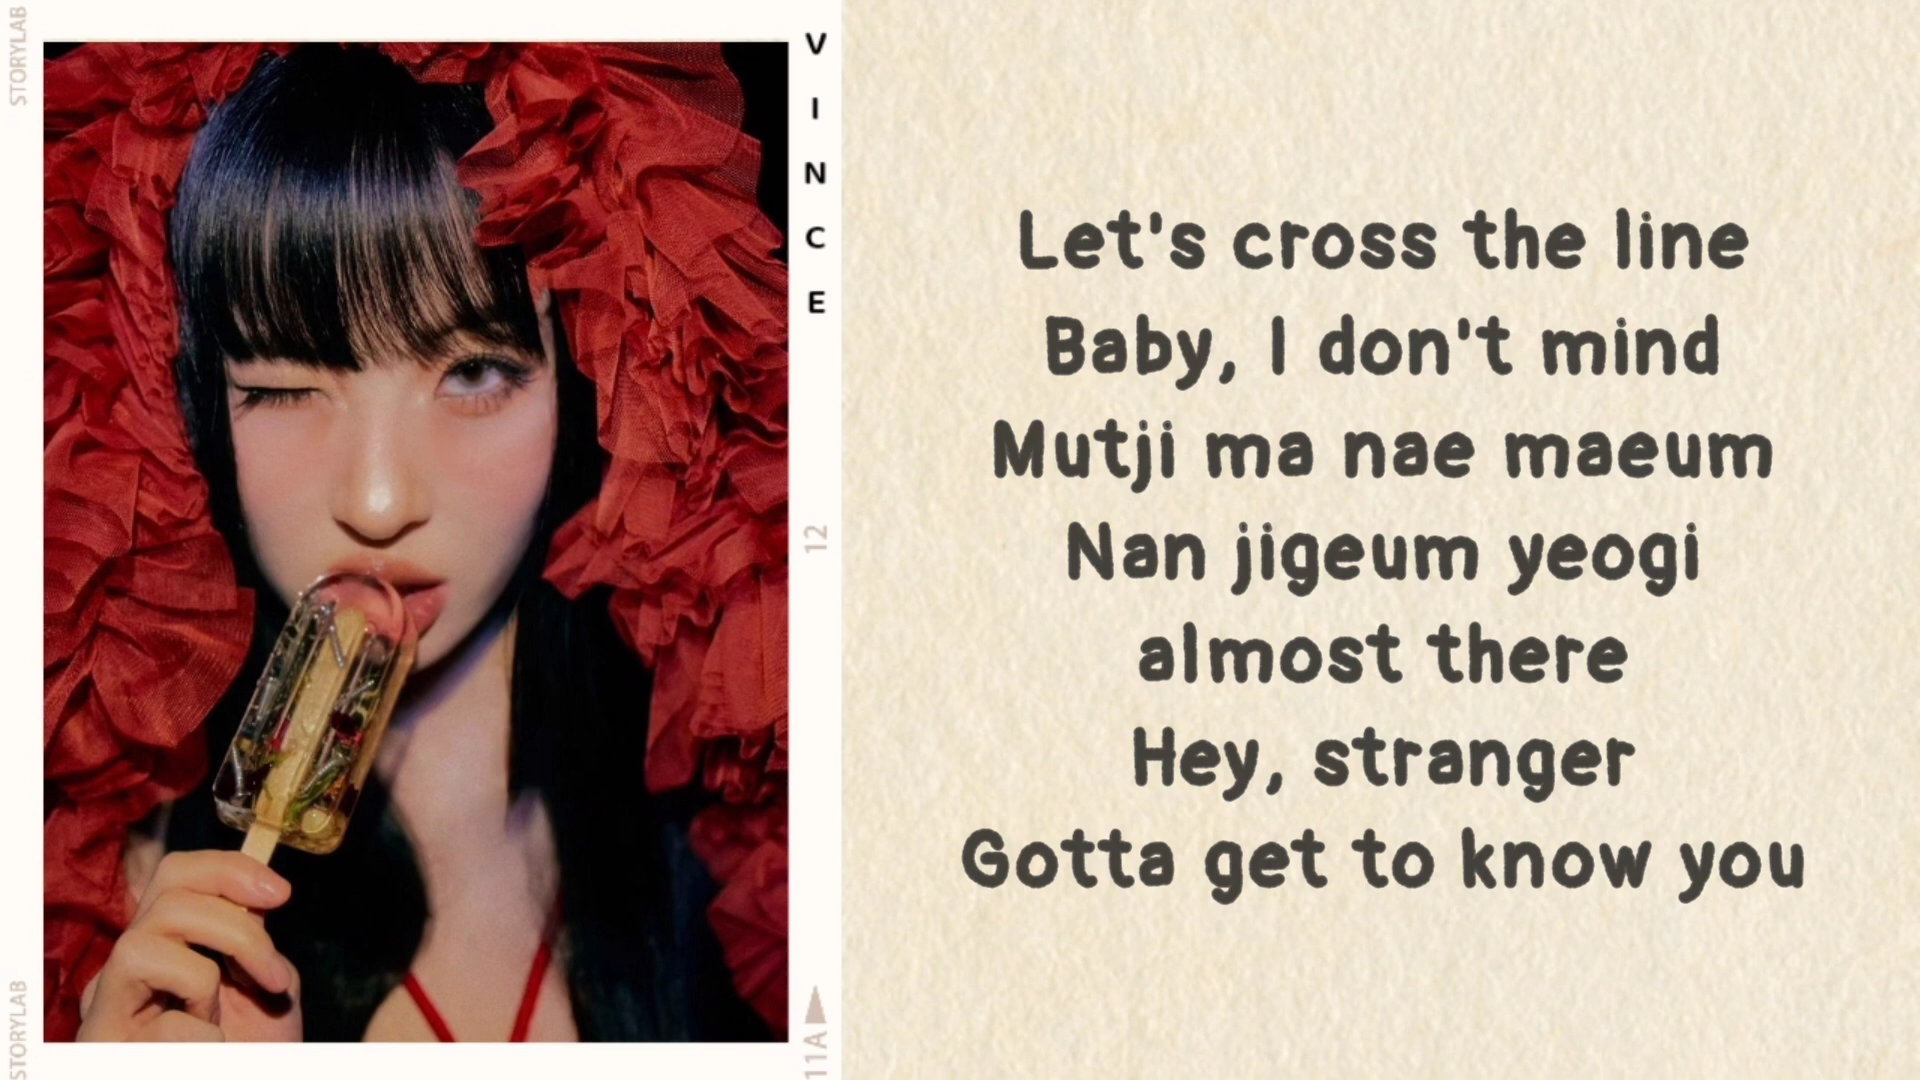 STORYLAB
VINCE
12
11A
STORYLAB
Let's cross the line
Baby, I don't mind
Mutji ma nae maeum
Nan jigeum yeogi
almost there
Hey, stranger
Gotta get to know you